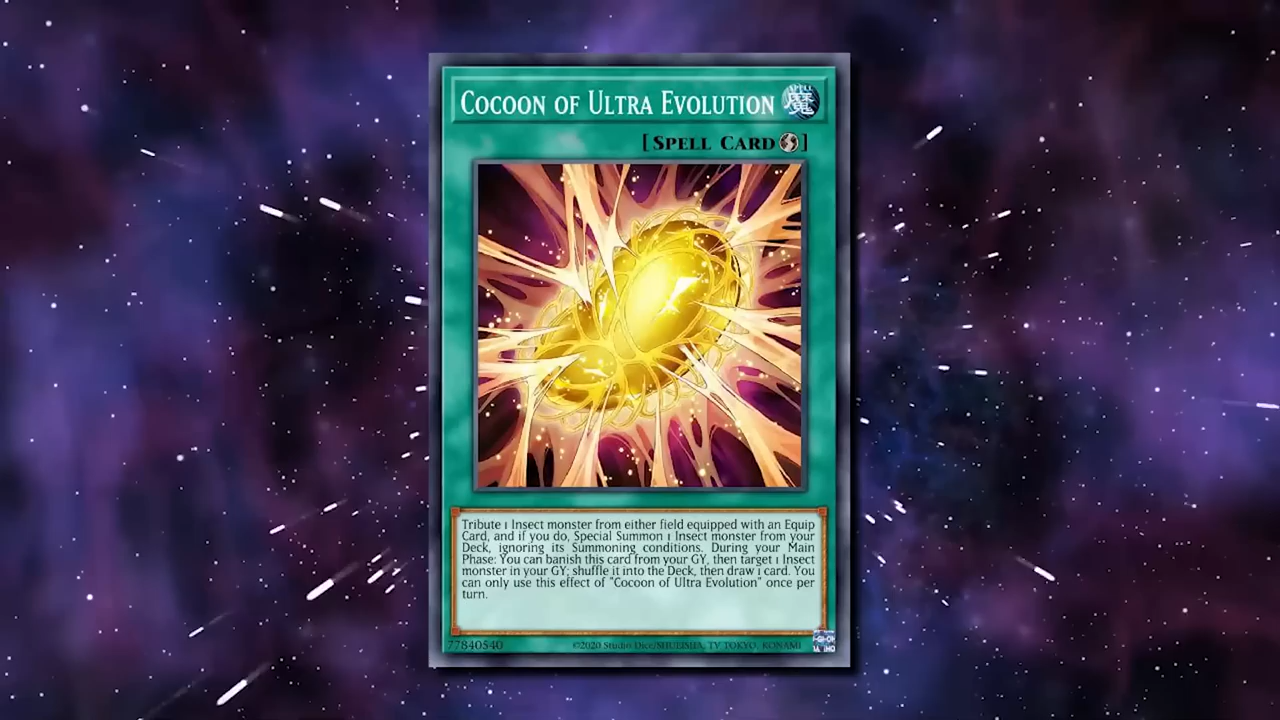 COCOON OF ULTRA EVOLUTION
SPELL
魔
[SPELL CARD]
Tribute 1 Insect monster from either field equipped with an Equip
Card, and if you do, Special Summon 1 Insect monster from your
Deck, ignoring its Summoning conditions. During your Main
Phase: You can banish this card from your GY, then target 1 Insect
monster in your GY; shuffle it into the Deck, then draw 1 card. You
can only use this effect of "Cocoon of Ultra Evolution" once per
turn.
77840540 ©2020 Studio Dice/SHUEISHA, TV TOKYO, KONAMI